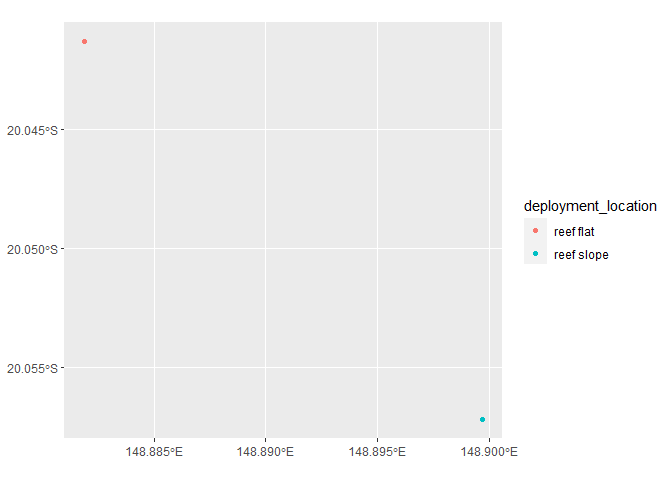 20.045°S
20.050°S
20.055°S
148.885°E
148.890°E
148.895°E
148.900°E
deployment_location
reef flat
reef slope